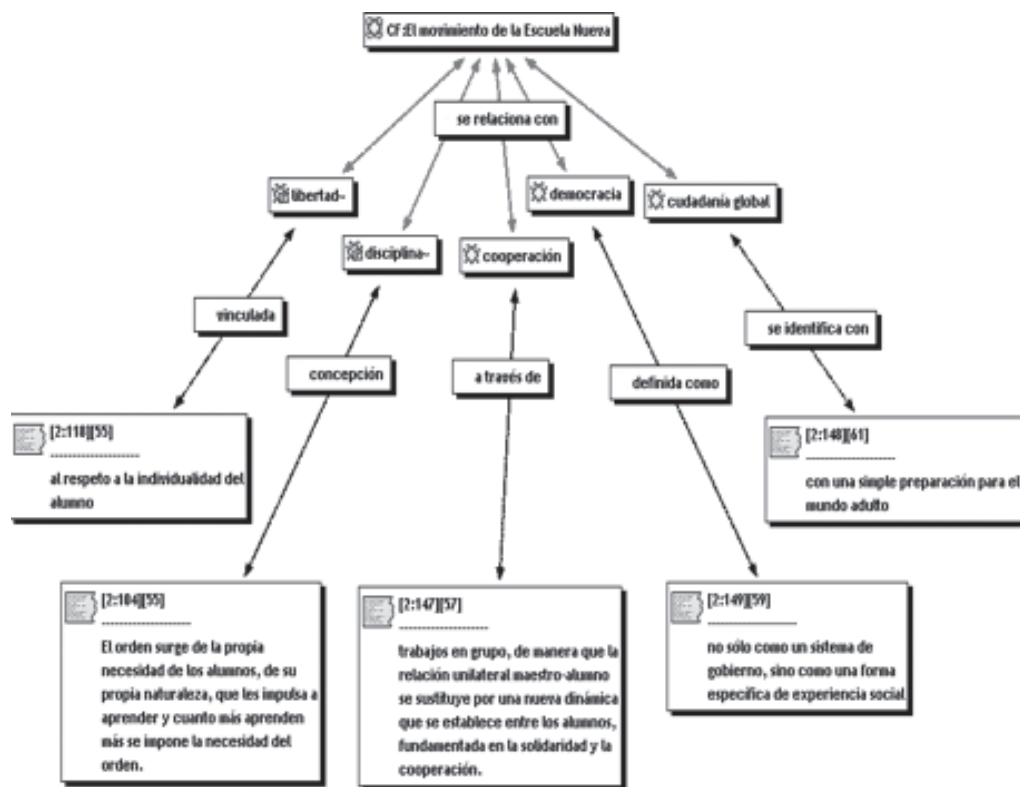 CF:El movimiento de la Escuela Nueva
se relaciona con
libertad~
democracia
cudadanía global
disciplina~
cooperación
vinculada
se identifica con
concepción
a través de
definida como
[2:118][55]
--------------------
al respeto a la individualidad del
alumno
[2:148][61]
--------------------
con una simple preparación para el
mundo adulto
[2:104][55]
--------------------
El orden surge de la propia
necesidad de los alumnos, de su
propia naturaleza, que les impulsa a
aprender y cuanto más aprenden
más se impone la necesidad del
orden.
[2:147][57]
--------------------
trabajos en grupo, de manera que la
relación unilateral maestro-alumno
se sustituye por una nueva dinámica
que se establece entre los alumnos,
fundamentada en la solidaridad y la
cooperación.
[2:149][59]
--------------------
no sólo como un sistema de
gobierno, sino como una forma
específica de experiencia social